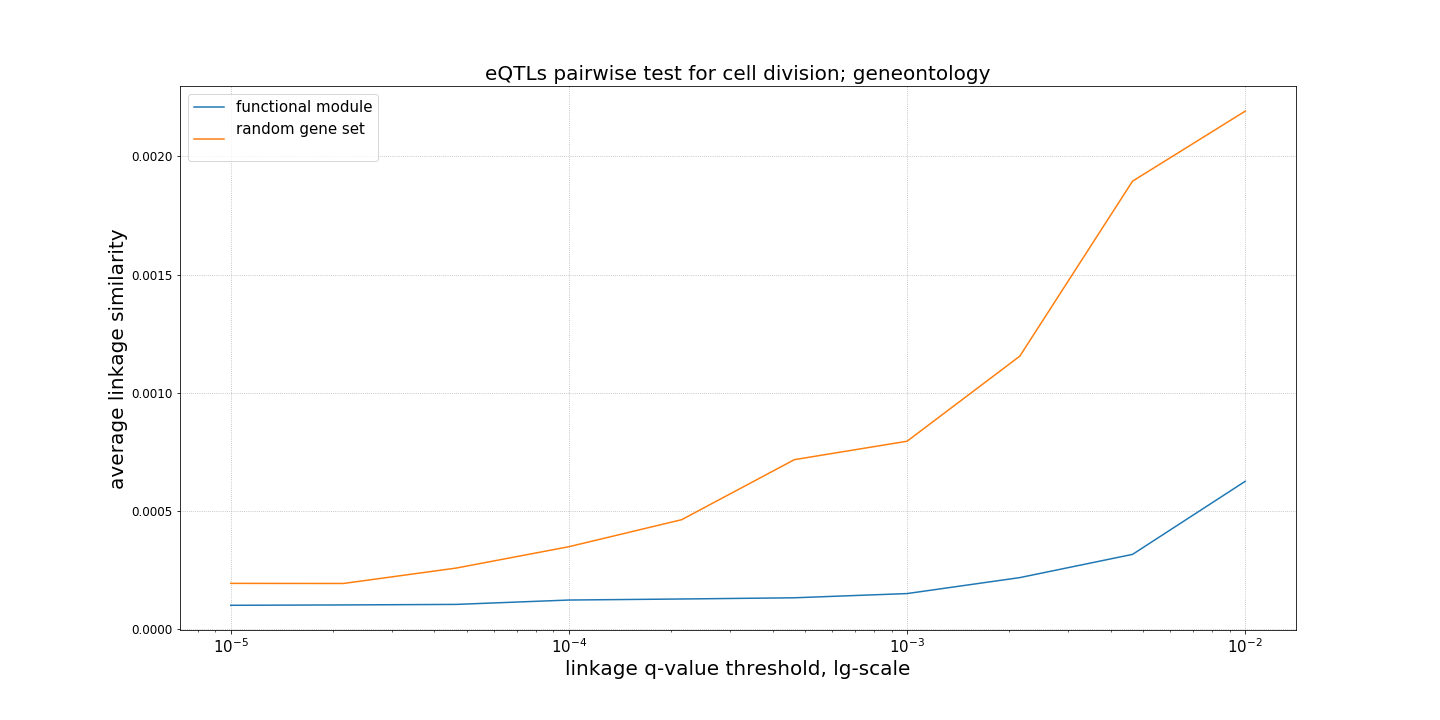 eQTLs pairwise test for cell division; geneontology
functional module
random gene set
average linkage similarity
0.0020
0.0015
0.0010
0.0005
0.0000
10⁻⁵ 10⁻⁴ 10⁻³ 10⁻²
linkage q-value threshold, lg-scale